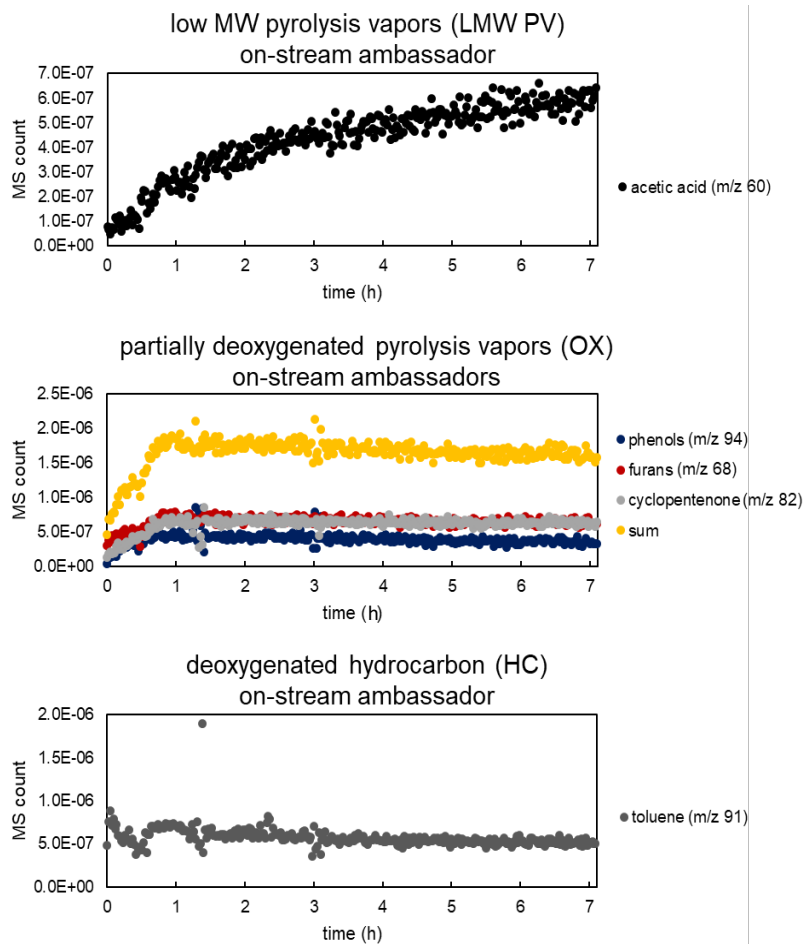 low MW pyrolysis vapors (LMW PV)
on-stream ambassador
7.0E-07
6.0E-07
5.0E-07
4.0E-07
3.0E-07
2.0E-07
1.0E-07
0.0E+00
MS count
0 1 2 3 4 5 6 7
time (h)
acetic acid (m/z 60)
partially deoxygenated pyrolysis vapors (OX)
on-stream ambassadors
2.5E-06
2.0E-06
1.5E-06
1.0E-06
5.0E-07
0.0E+00
MS count
0 1 2 3 4 5 6 7
time (h)
phenols (m/z 94)
furans (m/z 68)
cyclopentenone (m/z 82)
sum
deoxygenated hydrocarbon (HC)
on-stream ambassador
2.0E-06
1.5E-06
1.0E-06
5.0E-07
0.0E+00
MS count
0 1 2 3 4 5 6 7
time (h)
toluene (m/z 91)